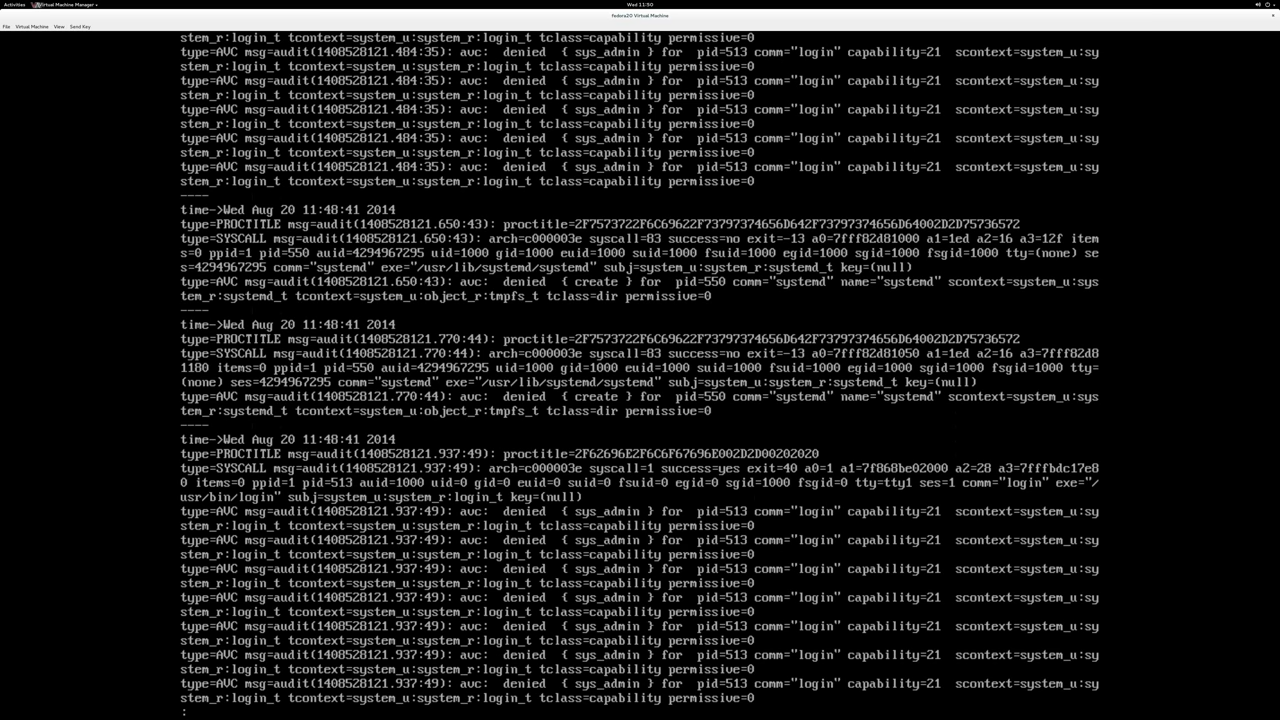 Activities Virtual Machine Manager Wed 11:50
Fedora20 Virtual Machine
File Virtual Machine View Send Key
stem_r:login_t tcontext=system_u:system_r:login_t tclass=capability permissive=0
type=AVC msg=audit(1408528121.484:35): avc:  denied  { sys_admin } for  pid=513 comm="login" capability=21  scontext=system_u:sy
stem_r:login_t tcontext=system_u:system_r:login_t tclass=capability permissive=0
type=AVC msg=audit(1408528121.484:35): avc:  denied  { sys_admin } for  pid=513 comm="login" capability=21  scontext=system_u:sy
stem_r:login_t tcontext=system_u:system_r:login_t tclass=capability permissive=0
type=AVC msg=audit(1408528121.484:35): avc:  denied  { sys_admin } for  pid=513 comm="login" capability=21  scontext=system_u:sy
stem_r:login_t tcontext=system_u:system_r:login_t tclass=capability permissive=0
type=AVC msg=audit(1408528121.484:35): avc:  denied  { sys_admin } for  pid=513 comm="login" capability=21  scontext=system_u:sy
stem_r:login_t tcontext=system_u:system_r:login_t tclass=capability permissive=0
type=AVC msg=audit(1408528121.484:35): avc:  denied  { sys_admin } for  pid=513 comm="login" capability=21  scontext=system_u:sy
stem_r:login_t tcontext=system_u:system_r:login_t tclass=capability permissive=0
----
time->Wed Aug 20 11:48:41 2014
type=PROCTITLE msg=audit(1408528121.650:43): proctitle=2F7573722F6C69622F73797374656D642F73797374656D64002D2D75736572
type=SYSCALL msg=audit(1408528121.650:43): arch=c000003e syscall=83 success=no exit=-13 a0=7fff82d81000 a1=1ed a2=16 a3=12f item
s=0 ppid=1 pid=550 auid=4294967295 uid=1000 gid=1000 euid=1000 suid=1000 fsuid=1000 egid=1000 sgid=1000 fsgid=1000 tty=(none) se
s=4294967295 comm="systemd" exe="/usr/lib/systemd/systemd" subj=system_u:system_r:systemd_t key=(null)
type=AVC msg=audit(1408528121.650:43): avc:  denied  { create } for  pid=550 comm="systemd" name="systemd" scontext=system_u:sys
tem_r:systemd_t tcontext=system_u:object_r:tmpfs_t tclass=dir permissive=0
----
time->Wed Aug 20 11:48:41 2014
type=PROCTITLE msg=audit(1408528121.770:44): proctitle=2F7573722F6C69622F73797374656D642F73797374656D64002D2D75736572
type=SYSCALL msg=audit(1408528121.770:44): arch=c000003e syscall=83 success=no exit=-13 a0=7fff82d81050 a1=1ed a2=16 a3=7fff82d8
1180 items=0 ppid=1 pid=550 auid=4294967295 uid=1000 gid=1000 euid=1000 suid=1000 fsuid=1000 egid=1000 sgid=1000 fsgid=1000 tty=
(none) ses=4294967295 comm="systemd" exe="/usr/lib/systemd/systemd" subj=system_u:system_r:systemd_t key=(null)
type=AVC msg=audit(1408528121.770:44): avc:  denied  { create } for  pid=550 comm="systemd" name="systemd" scontext=system_u:sys
tem_r:systemd_t tcontext=system_u:object_r:tmpfs_t tclass=dir permissive=0
----
time->Wed Aug 20 11:48:41 2014
type=PROCTITLE msg=audit(1408528121.937:49): proctitle=2F62696E2F6C6F67696E002D2D00202020
type=SYSCALL msg=audit(1408528121.937:49): arch=c000003e syscall=1 success=yes exit=40 a0=1 a1=7f868be02000 a2=28 a3=7fffbdc17e8
0 items=0 ppid=1 pid=513 auid=1000 uid=0 gid=0 euid=0 suid=0 fsuid=0 egid=0 sgid=1000 fsgid=0 tty=tty1 ses=1 comm="login" exe="/
usr/bin/login" subj=system_u:system_r:login_t key=(null)
type=AVC msg=audit(1408528121.937:49): avc:  denied  { sys_admin } for  pid=513 comm="login" capability=21  scontext=system_u:sy
stem_r:login_t tcontext=system_u:system_r:login_t tclass=capability permissive=0
type=AVC msg=audit(1408528121.937:49): avc:  denied  { sys_admin } for  pid=513 comm="login" capability=21  scontext=system_u:sy
stem_r:login_t tcontext=system_u:system_r:login_t tclass=capability permissive=0
type=AVC msg=audit(1408528121.937:49): avc:  denied  { sys_admin } for  pid=513 comm="login" capability=21  scontext=system_u:sy
stem_r:login_t tcontext=system_u:system_r:login_t tclass=capability permissive=0
type=AVC msg=audit(1408528121.937:49): avc:  denied  { sys_admin } for  pid=513 comm="login" capability=21  scontext=system_u:sy
stem_r:login_t tcontext=system_u:system_r:login_t tclass=capability permissive=0
type=AVC msg=audit(1408528121.937:49): avc:  denied  { sys_admin } for  pid=513 comm="login" capability=21  scontext=system_u:sy
stem_r:login_t tcontext=system_u:system_r:login_t tclass=capability permissive=0
type=AVC msg=audit(1408528121.937:49): avc:  denied  { sys_admin } for  pid=513 comm="login" capability=21  scontext=system_u:sy
stem_r:login_t tcontext=system_u:system_r:login_t tclass=capability permissive=0
type=AVC msg=audit(1408528121.937:49): avc:  denied  { sys_admin } for  pid=513 comm="login" capability=21  scontext=system_u:sy
stem_r:login_t tcontext=system_u:system_r:login_t tclass=capability permissive=0
: